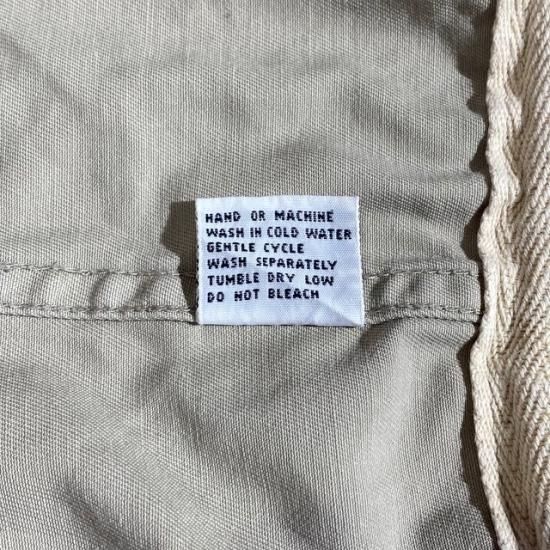 HAND OR MACHINE
WASH IN COLD WATER
GENTLE CYCLE
WASH SEPARATELY
TUMBLE DRY LOW
DO NOT BLEACH